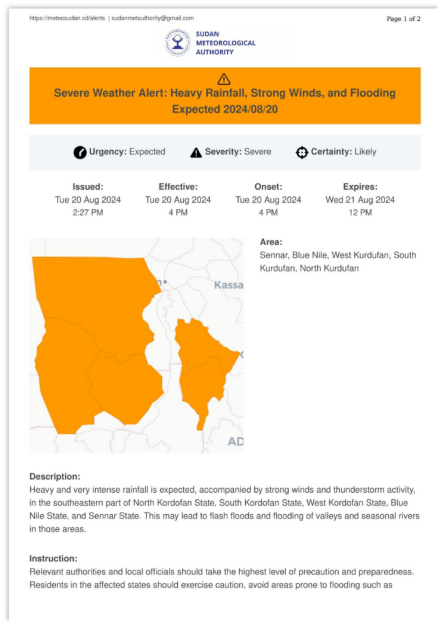 https://meteosudan.sd/alerts | sudanmetsuthority@gmail.com
Page 1 of 2
SUDAN
METEOROLOGICAL
AUTHORITY
Severe Weather Alert: Heavy Rainfall, Strong Winds, and Flooding
Expected 2024/08/20
Urgency: Expected
Severity: Severe
Certainty: Likely
Issued:
Tue 20 Aug 2024
2:27 PM
Effective:
Tue 20 Aug 2024
4 PM
Onset:
Tue 20 Aug 2024
4 PM
Expires:
Wed 21 Aug 2024
12 PM
Area:
Sennar, Blue Nile, West Kurdufan, South
Kurdufan, North Kurdufan
Kassa
AD
Description:
Heavy and very intense rainfall is expected, accompanied by strong winds and thunderstorm activity,
in the southeastern part of North Kordofan State, South Kordofan State, West Kordofan State, Blue
Nile State, and Sennar State. This may lead to flash floods and flooding of valleys and seasonal rivers
in those areas.
Instruction:
Relevant authorities and local officials should take the highest level of precaution and preparedness.
Residents in the affected states should exercise caution, avoid areas prone to flooding such as